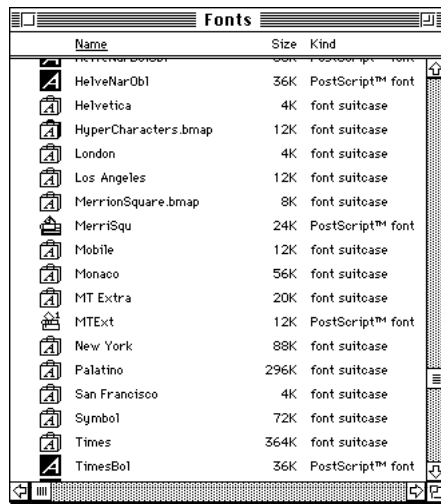 Fonts
Name Size Kind
HelveNarObl 36K PostScript™ font
Helvetica 4K font suitcase
HyperCharacters.bmap 12K font suitcase
London 4K font suitcase
Los Angeles 12K font suitcase
MerrionSquare.bmap 8K font suitcase
MerriSqu 24K PostScript™ font
Mobile 12K font suitcase
Monaco 56K font suitcase
MT Extra 20K font suitcase
MTExt 12K PostScript™ font
New York 88K font suitcase
Palatino 296K font suitcase
San Francisco 4K font suitcase
Symbol 72K font suitcase
Times 364K font suitcase
TimesBol 36K PostScript™ font